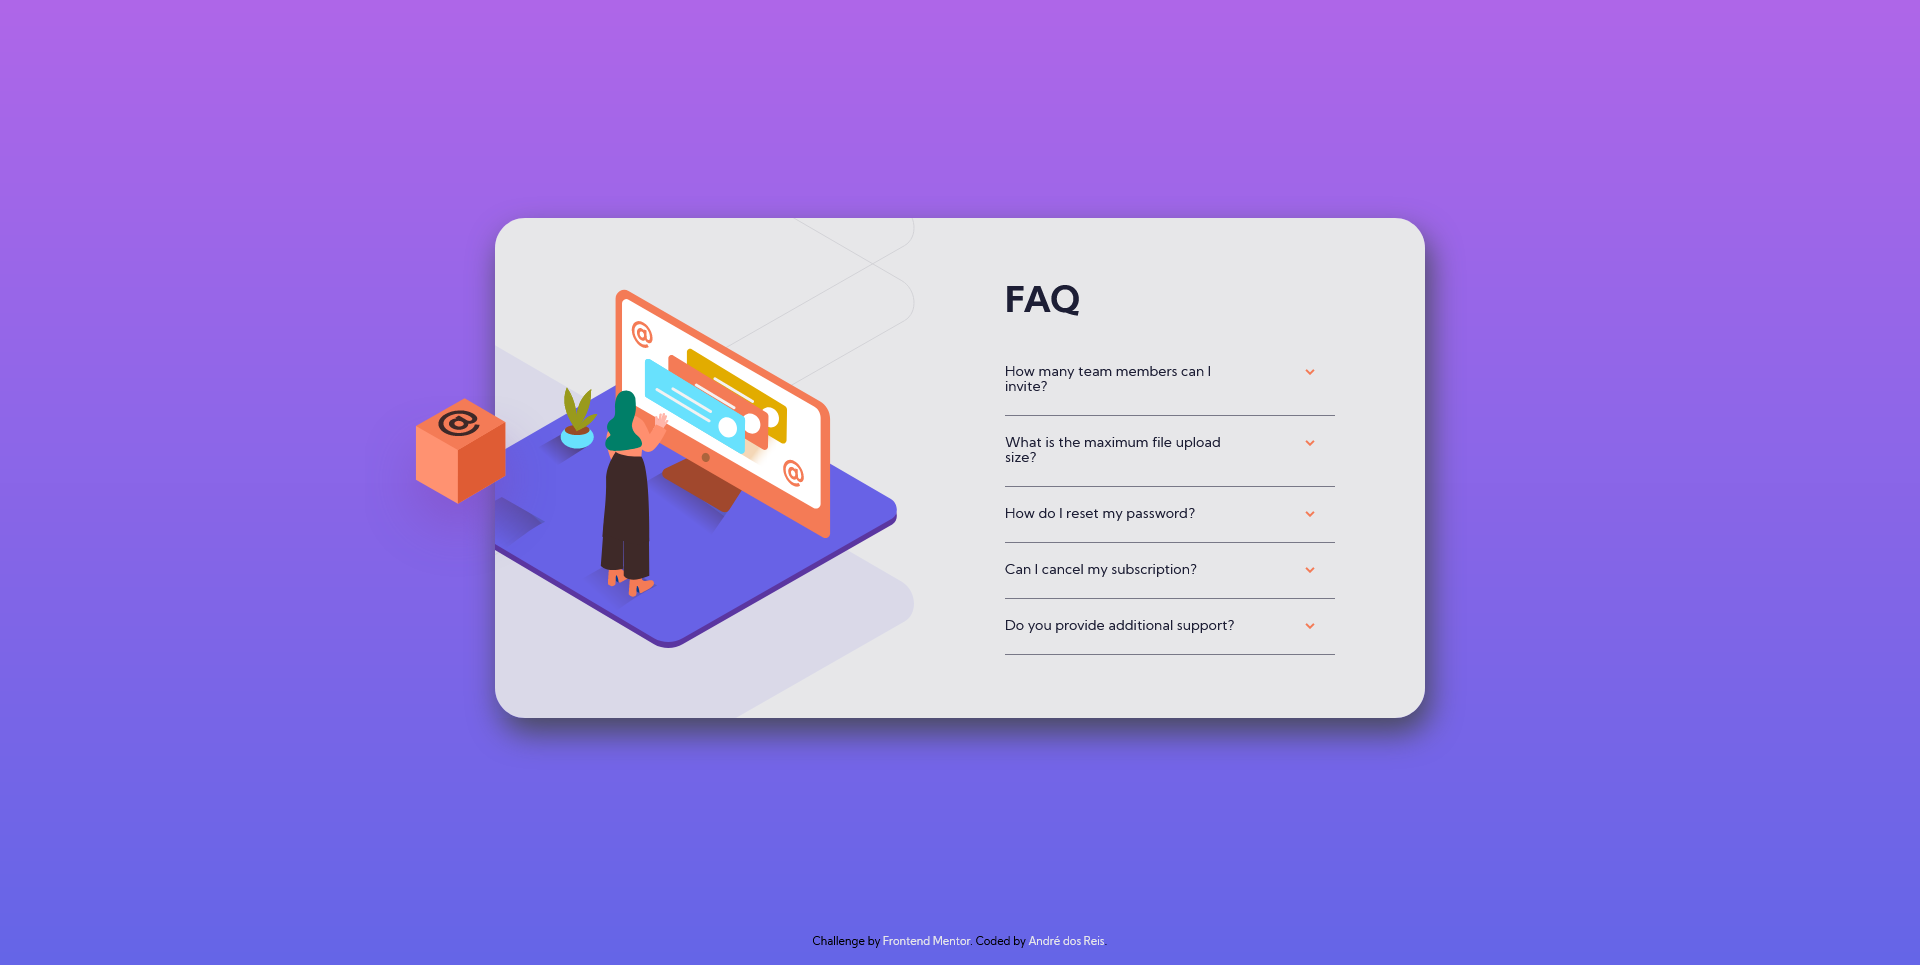 @
@
@
FAQ
How many team members can I
invite?
What is the maximum file upload
size?
How do I reset my password?
Can I cancel my subscription?
Do you provide additional support?
Challenge by Frontend Mentor. Coded by André dos Reis.